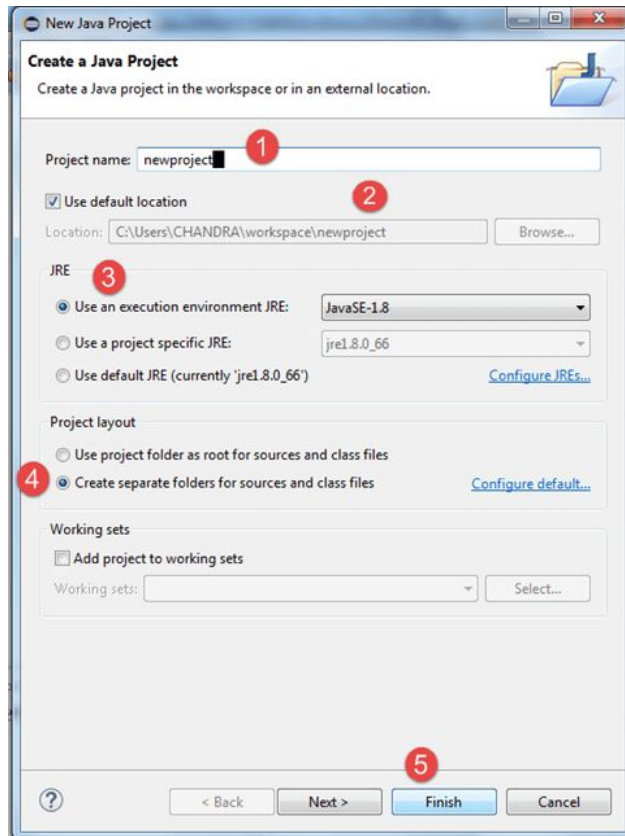 New Java Project
Create a Java Project
Create a Java project in the workspace or in an external location.
1
Project name: newproject
2
Use default location
Location: C:\Users\CHANDRA\workspace\newproject Browse...
JRE 3
Use an execution environment JRE: JavaSE-1.8
Use a project specific JRE: jre1.8.0_66
Use default JRE (currently 'jre1.8.0_66') Configure JREs...
Project layout
Use project folder as root for sources and class files
4 Create separate folders for sources and class files Configure default...
Working sets
Add project to working sets
Working sets: Select...
5
? < Back Next > Finish Cancel